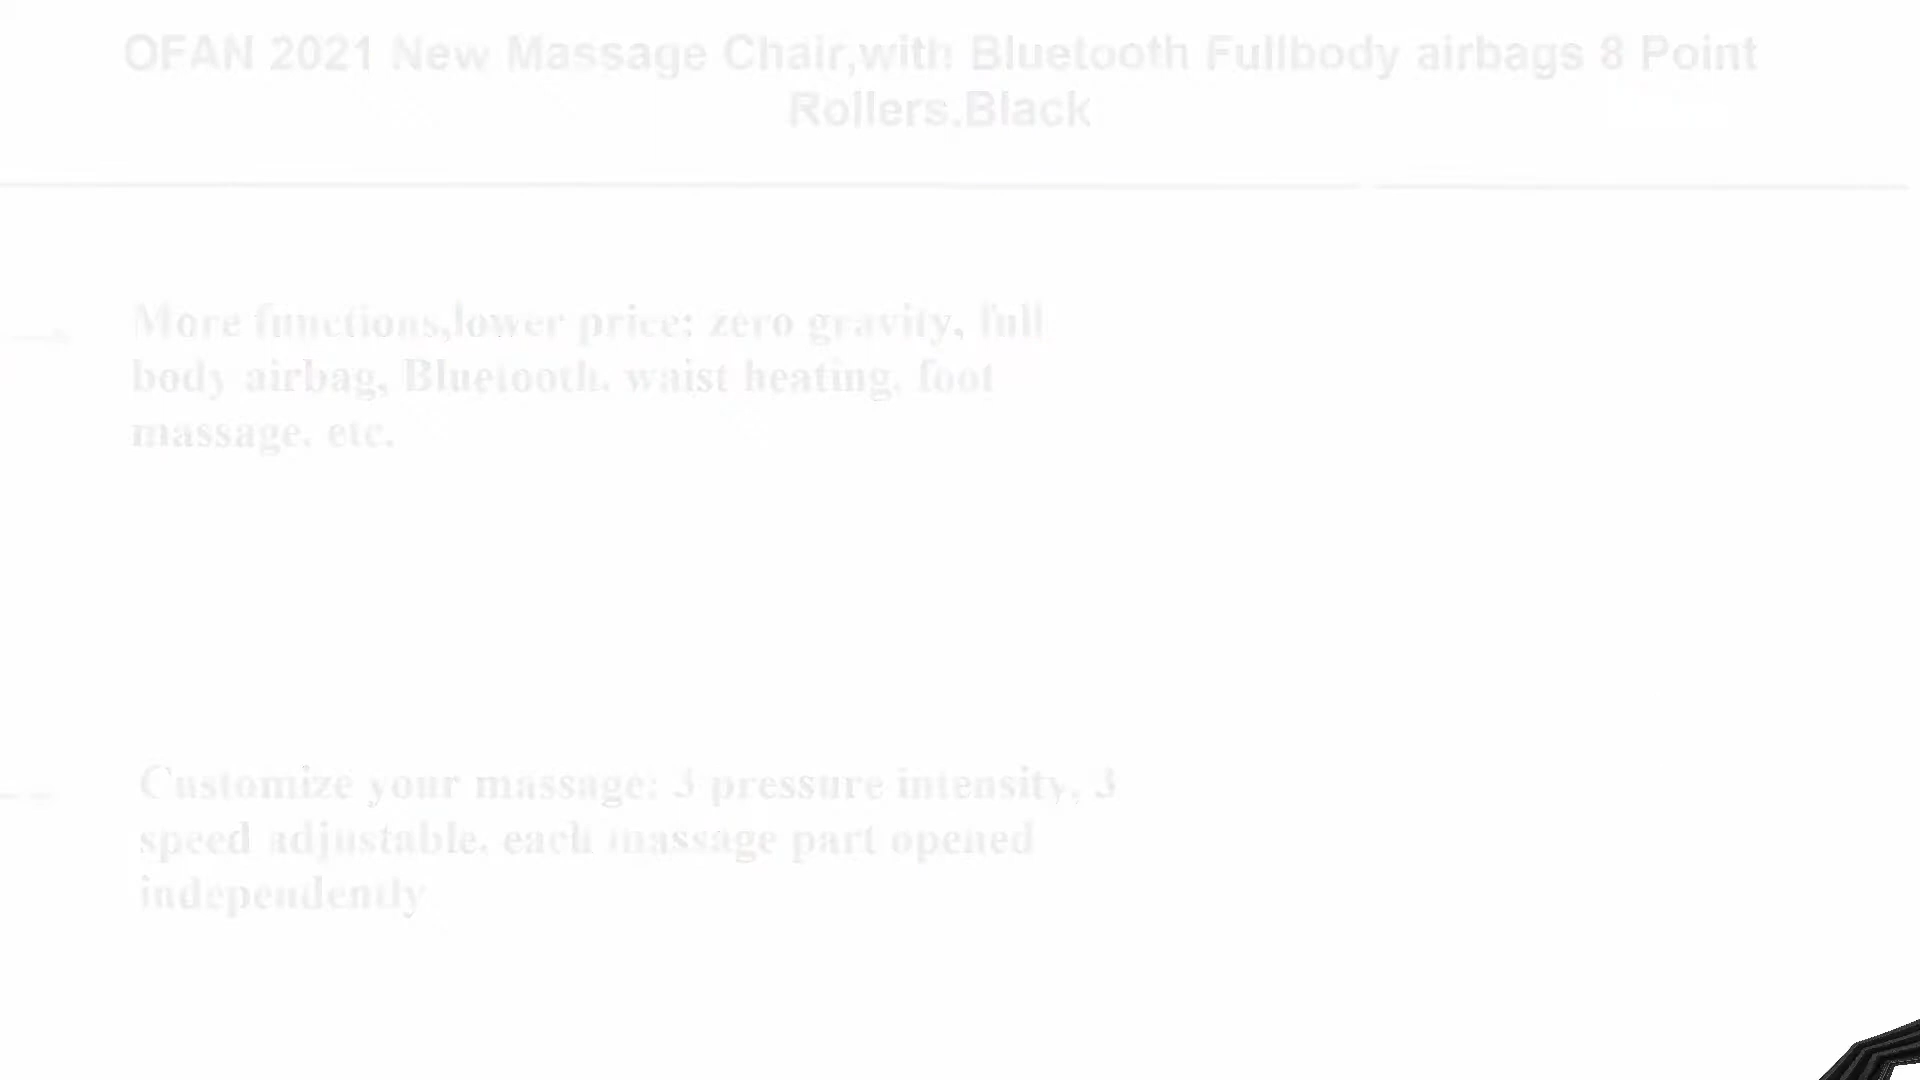 OFAN 2021 New Massage Chair,with Bluetooth Fullbody airbags 8 Point
Rollers,Black
More functions,lower price: zero gravity, full
body airbag, Bluetooth, waist heating, foot
massage, etc.
Customize your massage: 3 pressure intensity, 3
speed adjustable, each massage part opened
independently